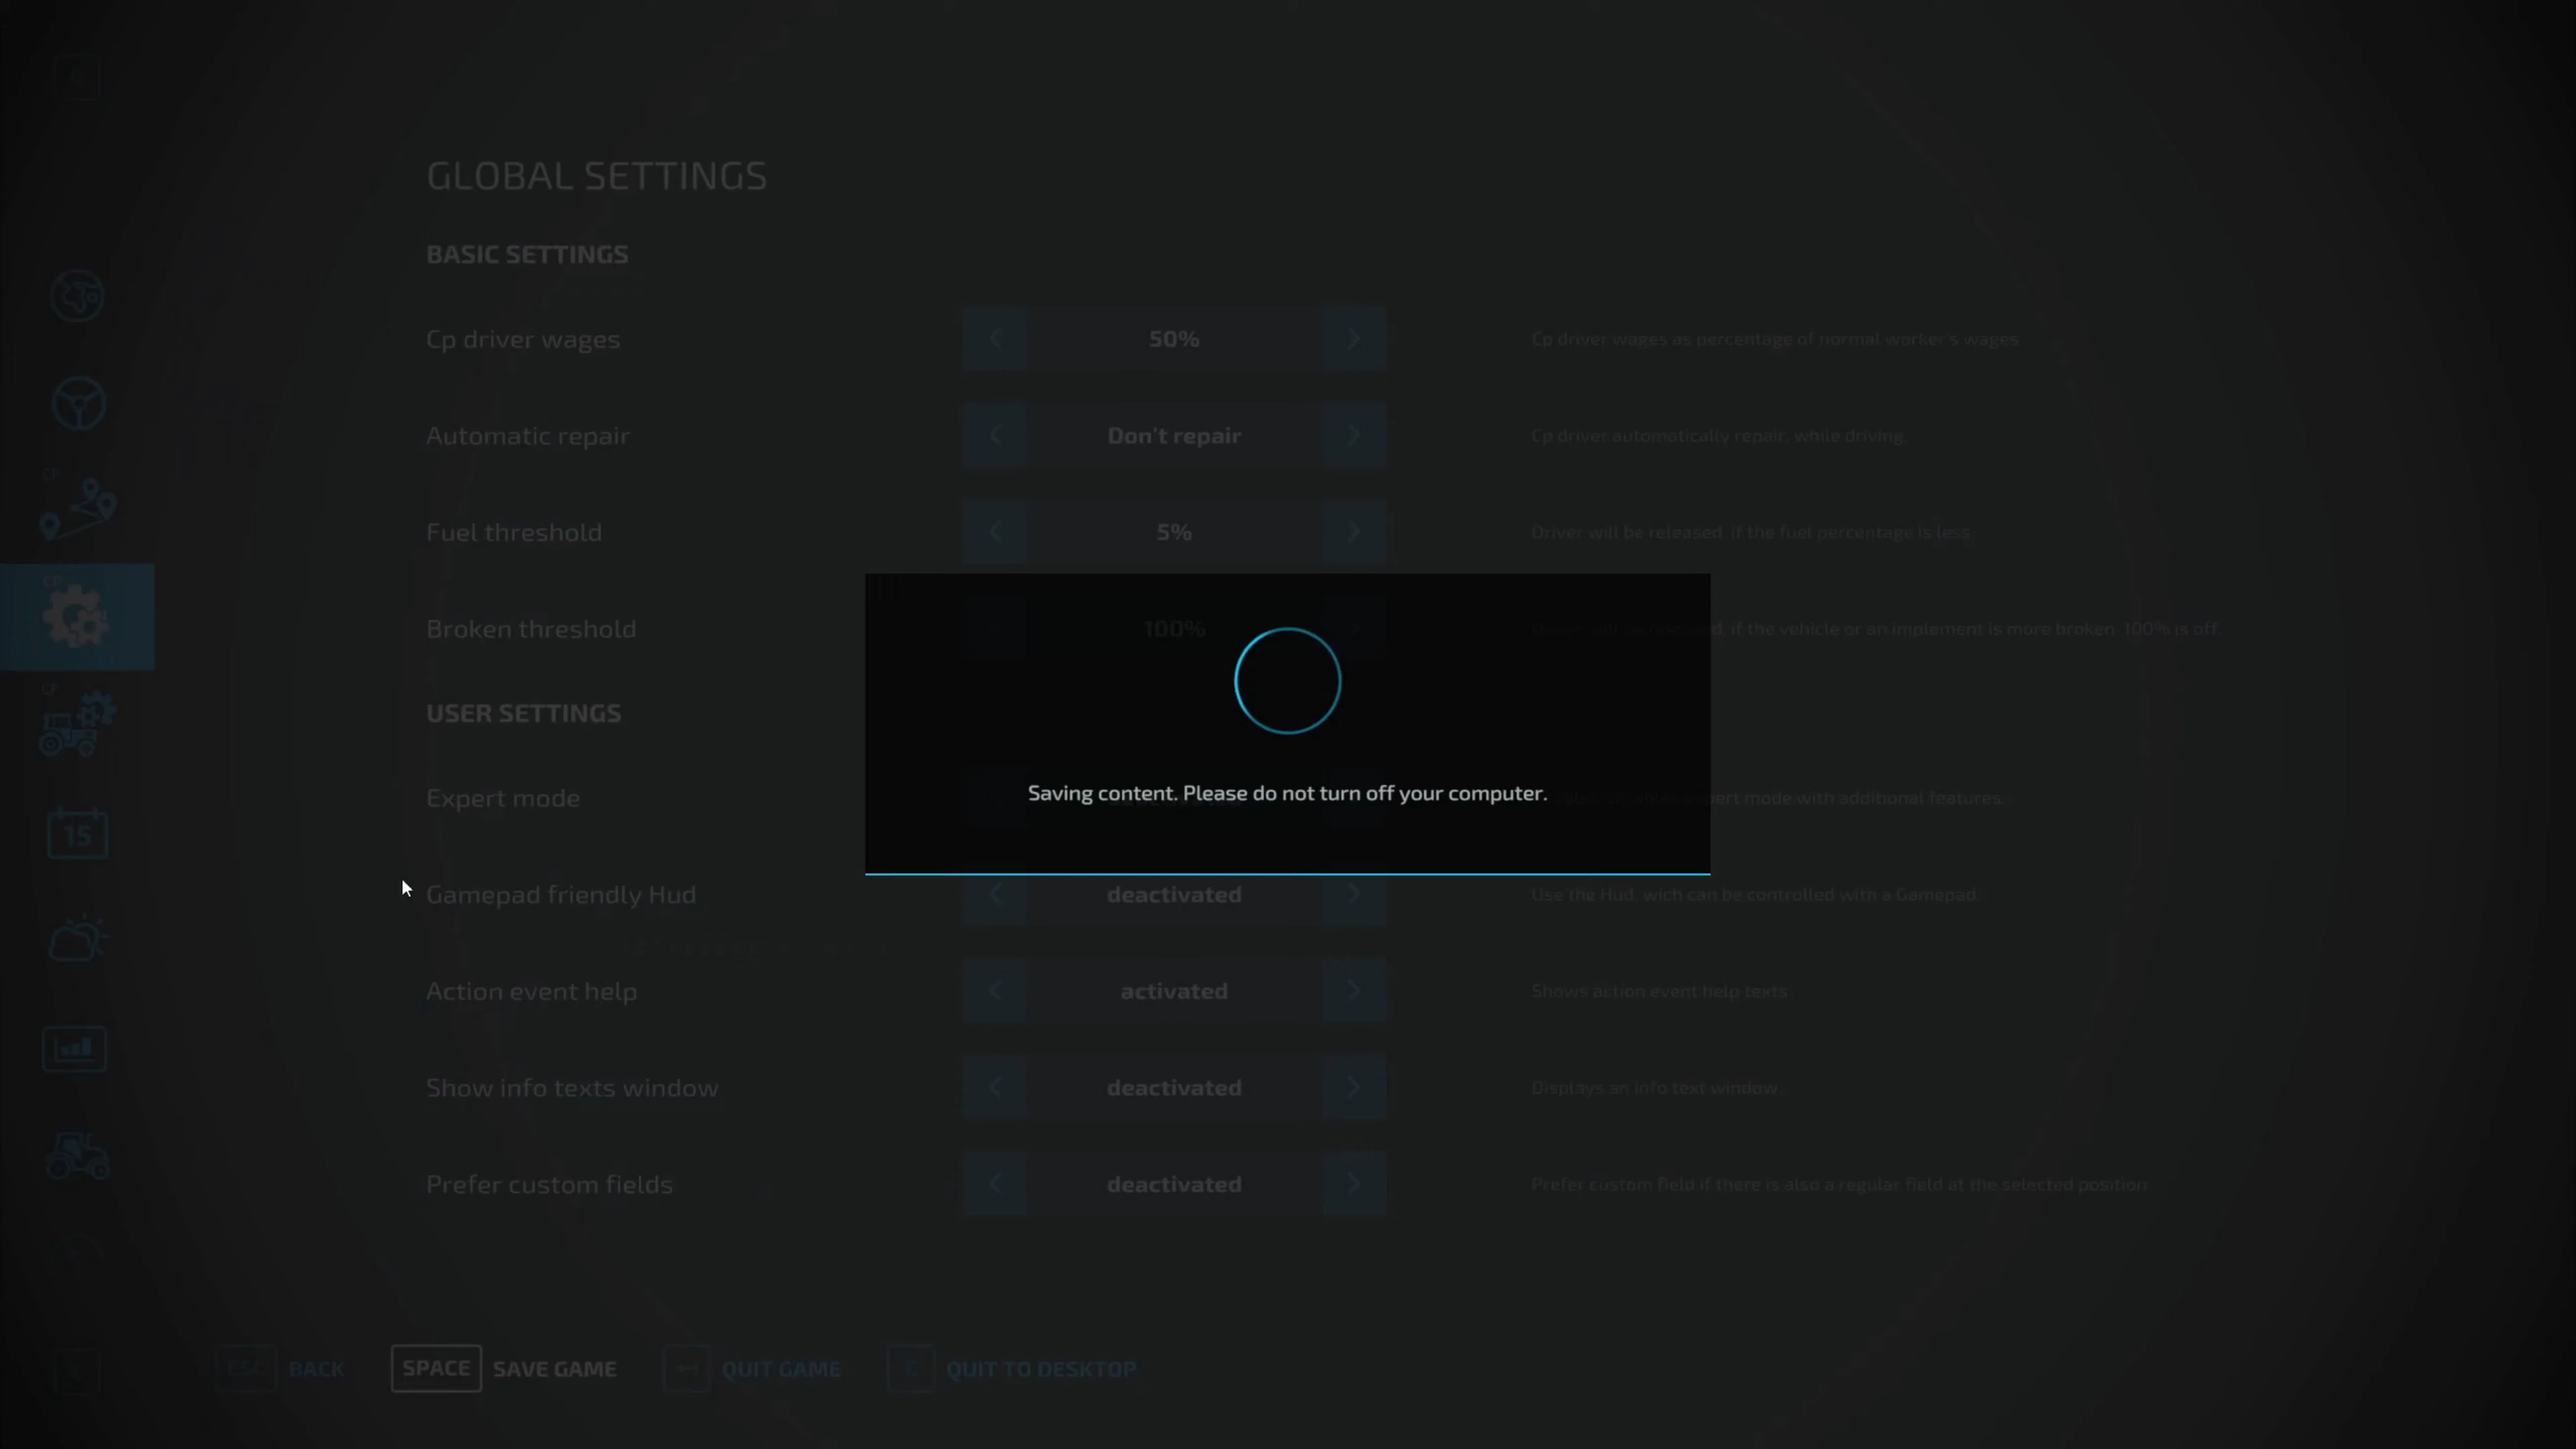 GLOBAL SETTINGS
BASIC SETTINGS
Cp driver wages
50%
Cp driver wages as percentage of normal worker's wages
Automatic repair
Don't repair
Cp driver automatically repair, while driving.
Fuel threshold
5%
Driver will be released, if the fuel percentage is less
Broken threshold
100%
if the vehicle or an implement is more broken. 100% is off.
USER SETTINGS
Saving content. Please do not turn off your computer.
Expert mode
mode with additional features.
Gamepad friendly Hud
deactivated
Use the Hud, wich can be controlled with a Gamepad.
Action event help
activated
Shows action event help texts
Show info texts window
deactivated
Displays an info text window.
Prefer custom fields
deactivated
Prefer custom field if there is also a regular field at the selected position
CP
CP
CP
15
ESC BACK
SPACE SAVE GAME
QUIT GAME
QUIT TO DESKTOP